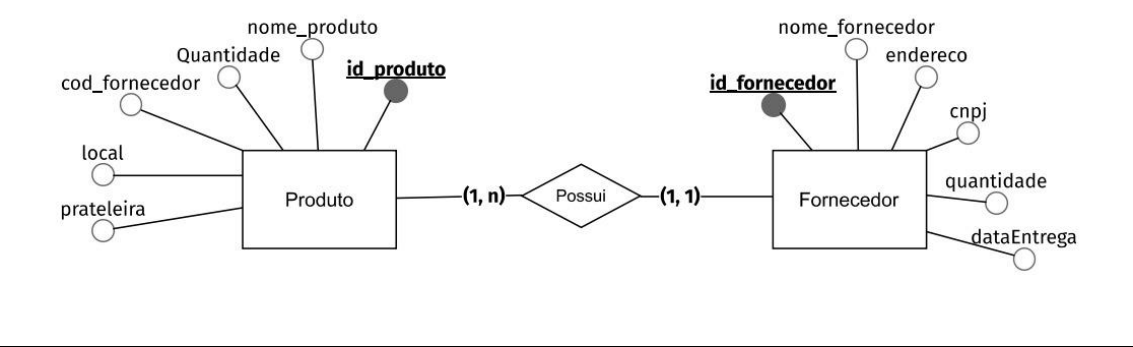 nome_produto
Quantidade
id_produto
cod_fornecedor
local
prateleira
Produto
(1, n)
Possui
(1, 1)
nome_fornecedor
endereco
id_fornecedor
cnpj
quantidade
Fornecedor
dataEntrega